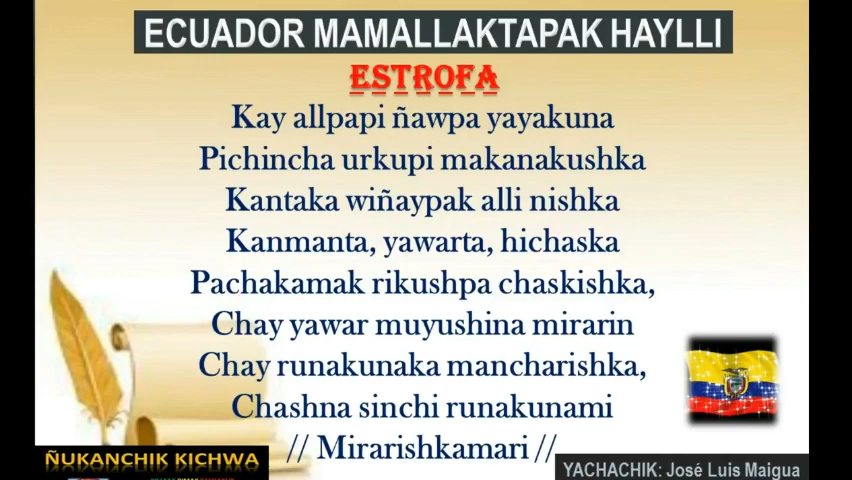 ECUADOR MAMALLAKTAPAK HAYLLI
ESTROFA
Kay allpapi ñawpa yayakuna
Pichincha urkupi makanakushka
Kantaka wiñaypak alli nishka
Kanmanta, yawarta, hichaska
Pachakamak rikushpa chaskishka,
Chay yawar muyushina mirarin
Chay runakunaka mancharishka,
Chashna sinchi runakunami
// Mirarishkamari //
ÑUKANCHIK KICHWA
YACHACHIK: José Luis Maigua